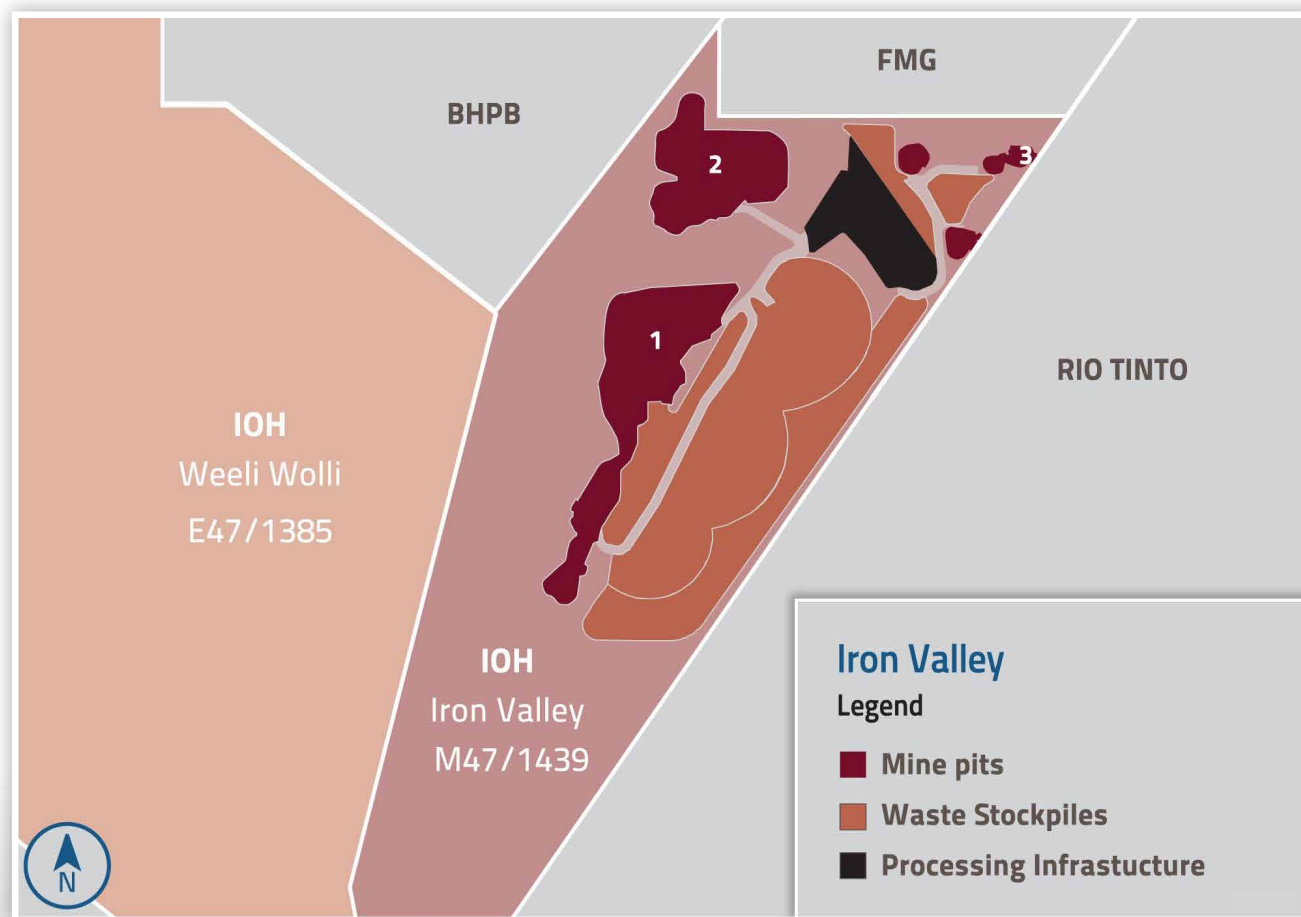 FMG
BHPB
2
3
1
RIO TINTO
IOH
Weeli Wolli
E47/1385
IOH
Iron Valley
M47/1439
Iron Valley
Legend
Mine pits
Waste Stockpiles
Processing Infrastucture
N